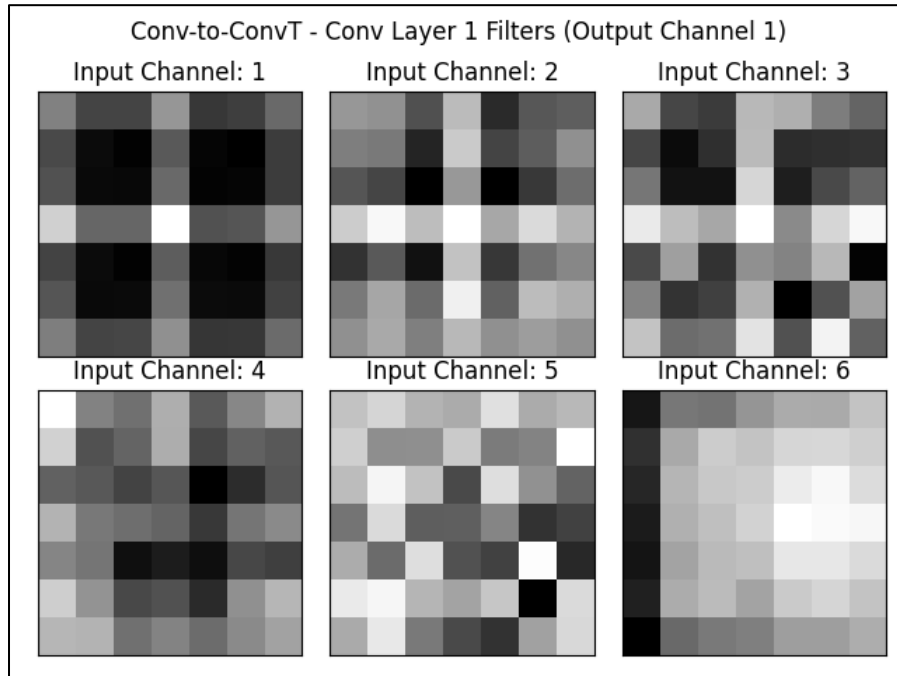 Conv-to-ConvT - Conv Layer 1 Filters (Output Channel 1)
Input Channel: 1
Input Channel: 2
Input Channel: 3
Input Channel: 4
Input Channel: 5
Input Channel: 6